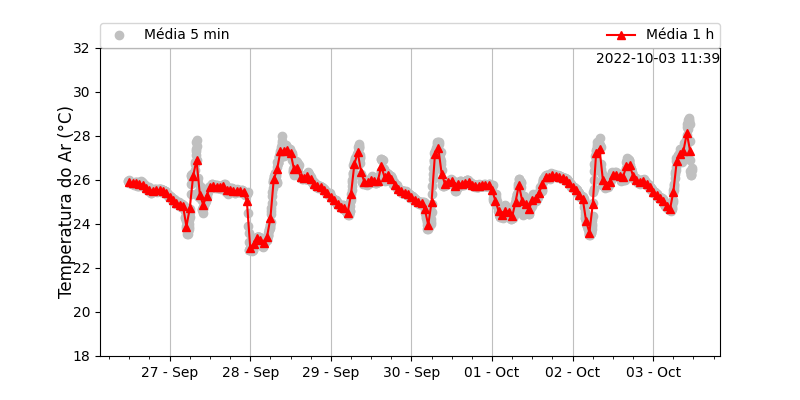 Média 5 min
Média 1 h
2022-10-03 11:39
Temperatura do Ar (°C)
32
30
28
26
24
22
20
18
27 - Sep
28 - Sep
29 - Sep
30 - Sep
01 - Oct
02 - Oct
03 - Oct